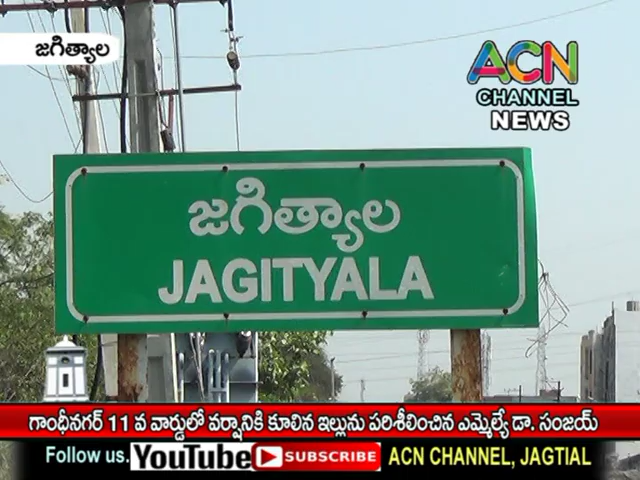 జగిత్యాల
ACN
CHANNEL
NEWS
జగిత్యాల
JAGITYALA
గాంధీనగర్ 11 వ వార్డులో వర్షానికి కూలిన ఇల్లును పరిశీలించిన ఎమ్మెల్యే డా. సంజయ్
Follow us. YouTube SUBSCRIBE ACN CHANNEL, JAGTIAL